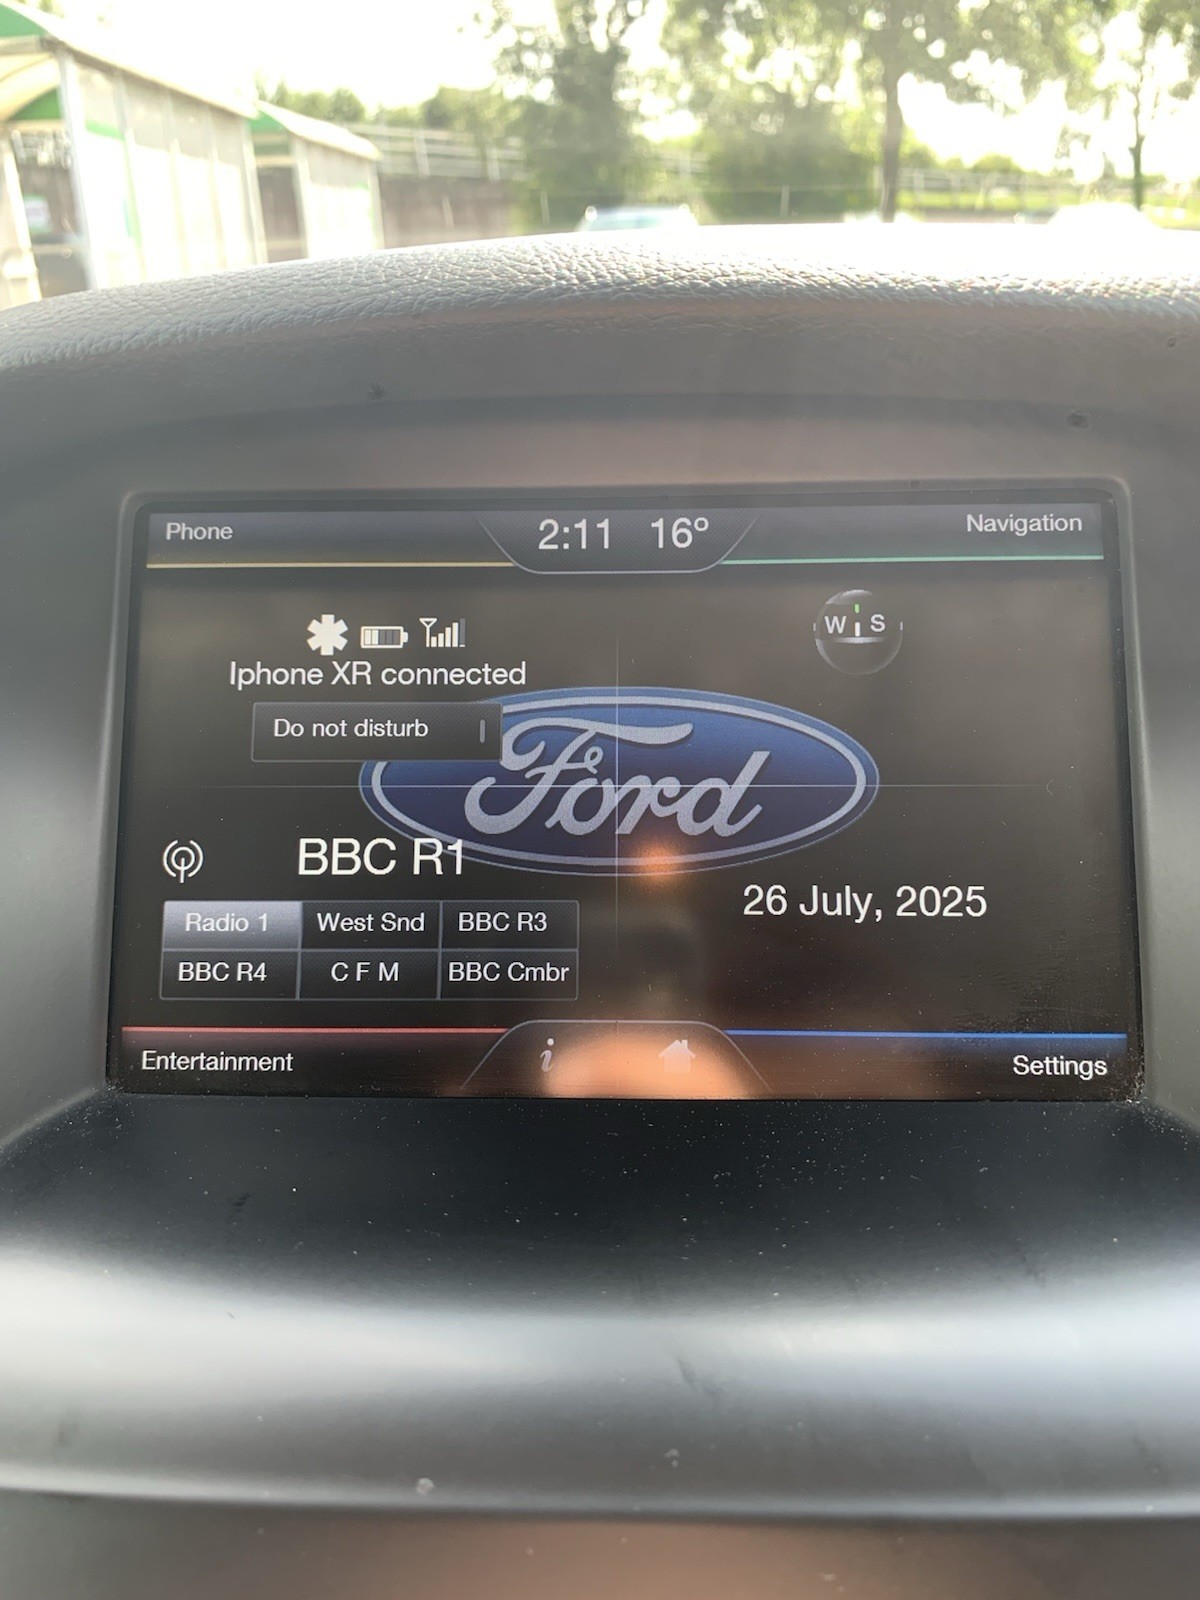 Phone
2:11 16º
Navigation
W S
Iphone XR connected
Do not disturb
Ford
BBC R1
26 July, 2025
Radio 1 West Snd BBC R3
BBC R4 C F M BBC Cmbr
Entertainment
i
Settings